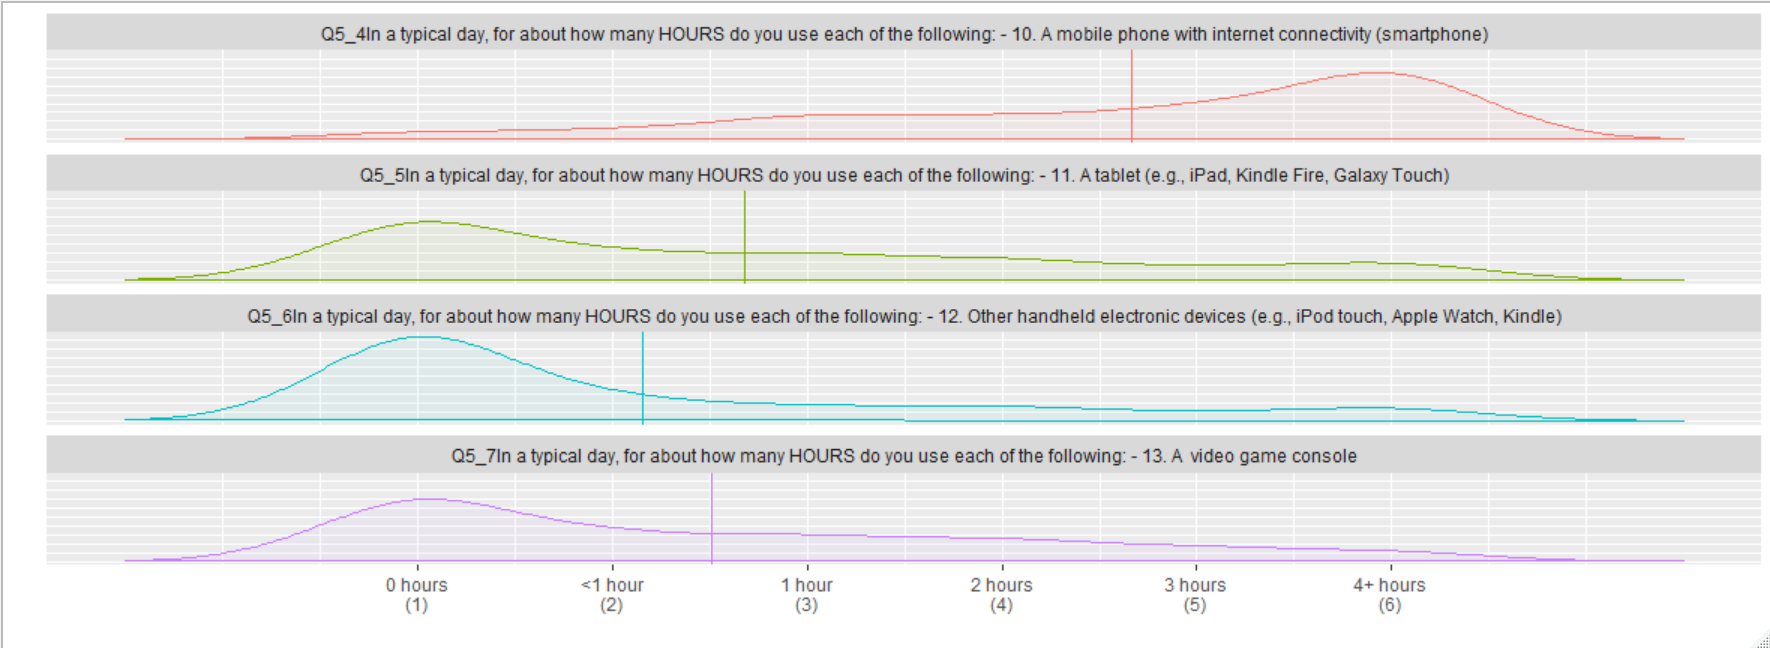 Q5_4In a typical day, for about how many HOURS do you use each of the following: - 10. A mobile phone with internet connectivity (smartphone)
Q5_5In a typical day, for about how many HOURS do you use each of the following: - 11. A tablet (e.g., iPad, Kindle Fire, Galaxy Touch)
Q5_6In a typical day, for about how many HOURS do you use each of the following: - 12. Other handheld electronic devices (e.g., iPod touch, Apple Watch, Kindle)
Q5_7In a typical day, for about how many HOURS do you use each of the following: - 13. A video game console
0 hours <1 hour 1 hour 2 hours 3 hours 4+ hours
(1) (2) (3) (4) (5) (6)